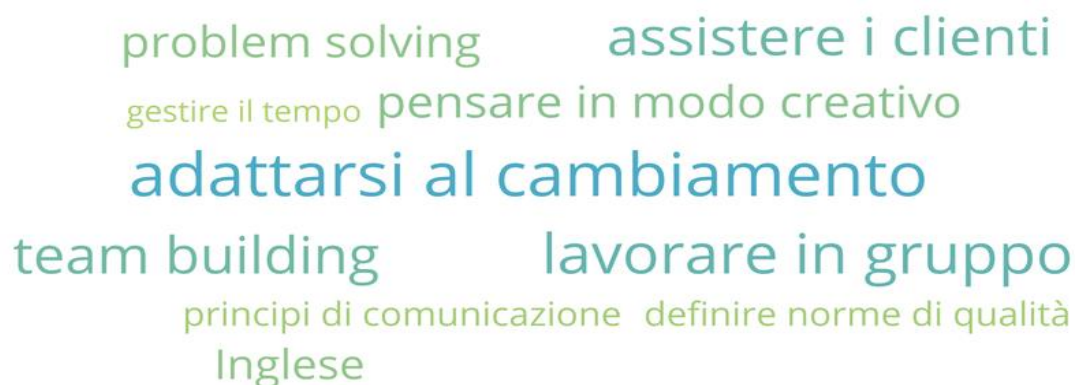 problem solving assistere i clienti
gestire il tempo pensare in modo creativo
adattarsi al cambiamento
team building lavorare in gruppo
principi di comunicazione definire norme di qualità
Inglese